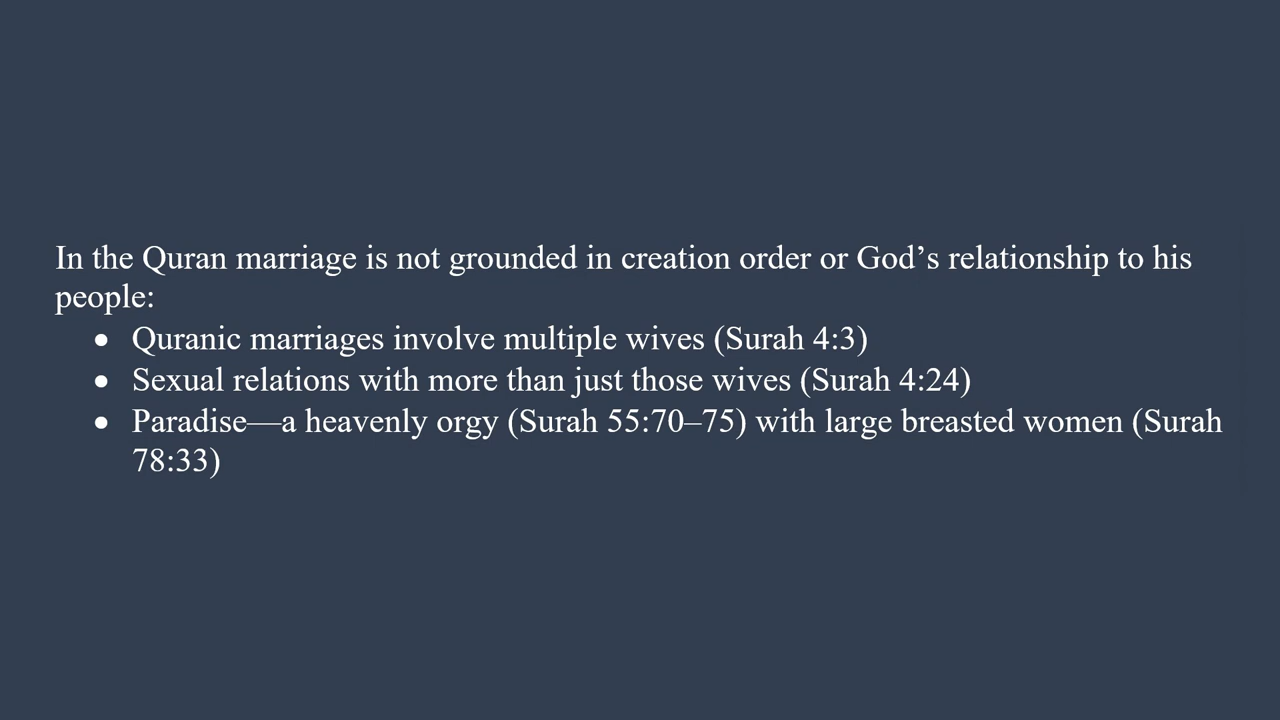 In the Quran marriage is not grounded in creation order or God’s relationship to his
people:
● Quranic marriages involve multiple wives (Surah 4:3)
● Sexual relations with more than just those wives (Surah 4:24)
● Paradise—a heavenly orgy (Surah 55:70–75) with large breasted women (Surah
78:33)